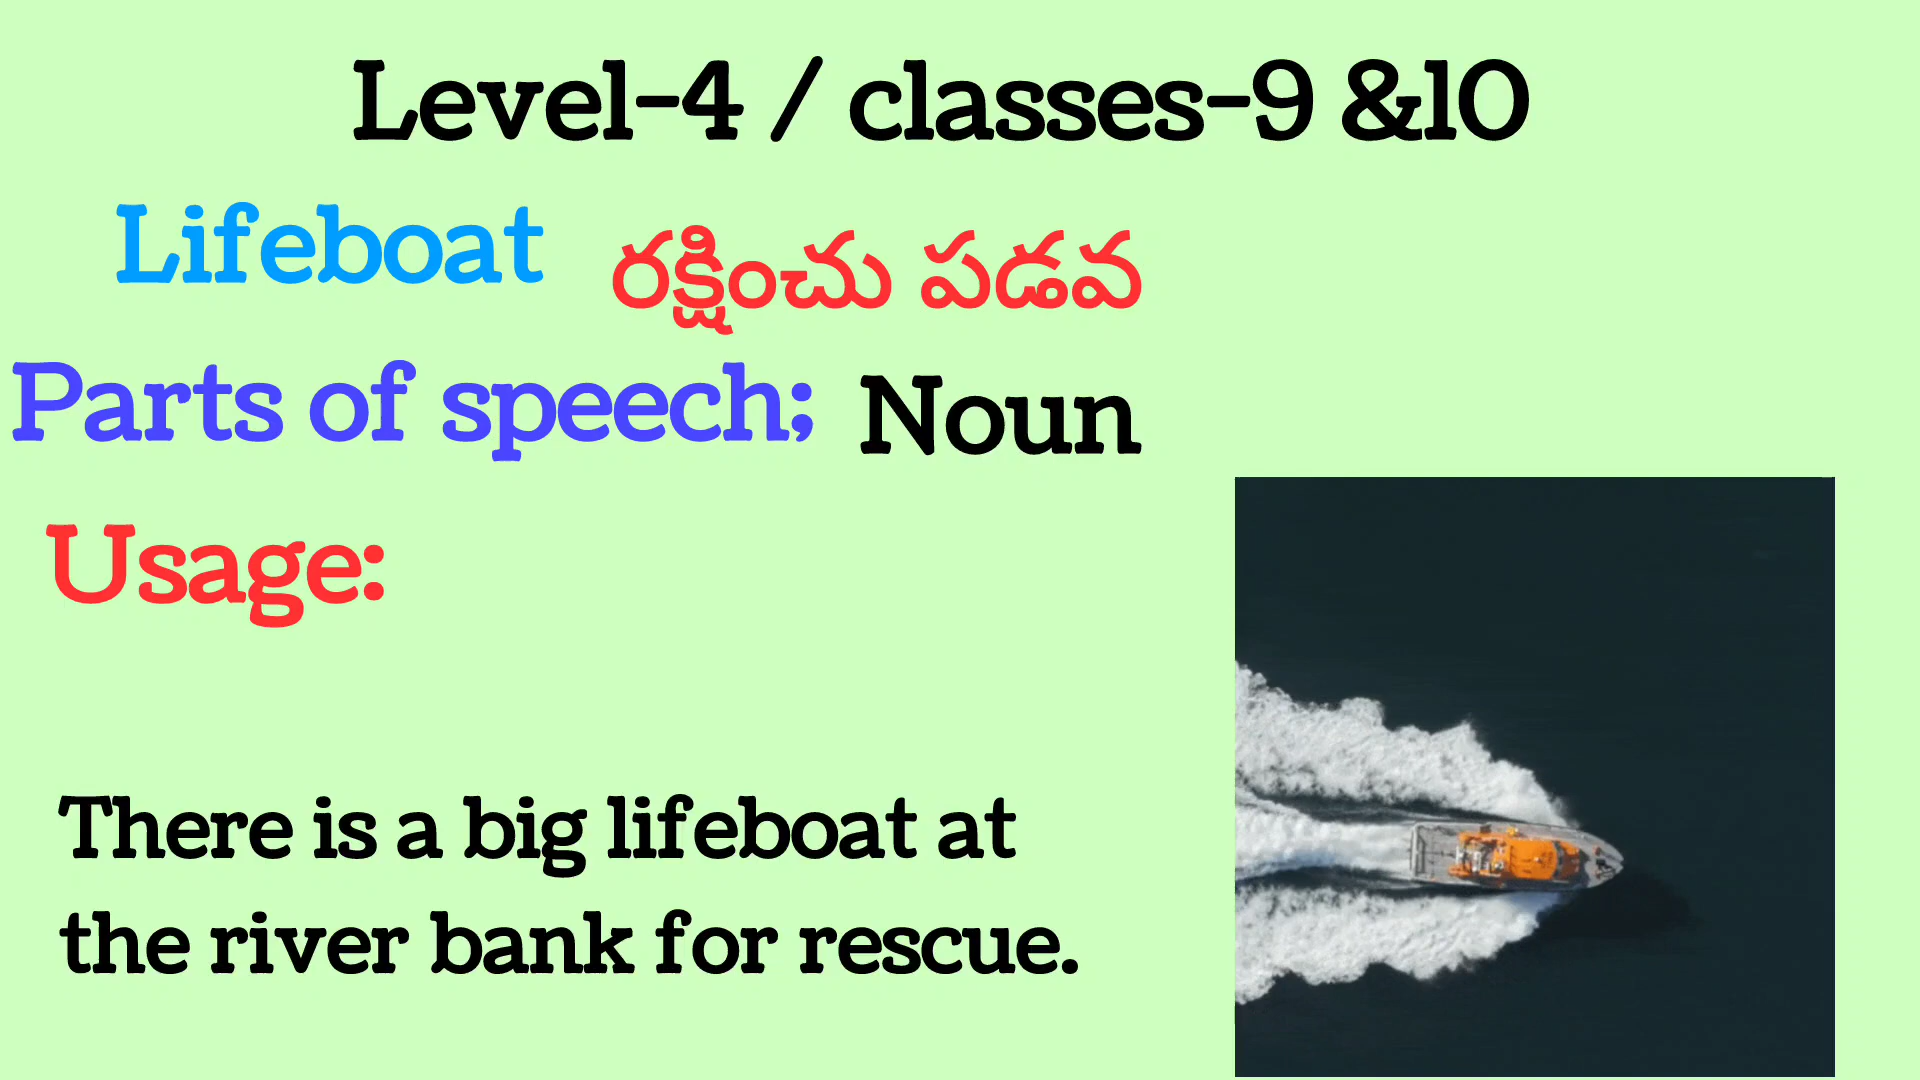 Level-4 / classes-9 &10
Lifeboat రక్షించు పడవ
Parts of speech; Noun
Usage:
There is a big lifeboat at
the river bank for rescue.